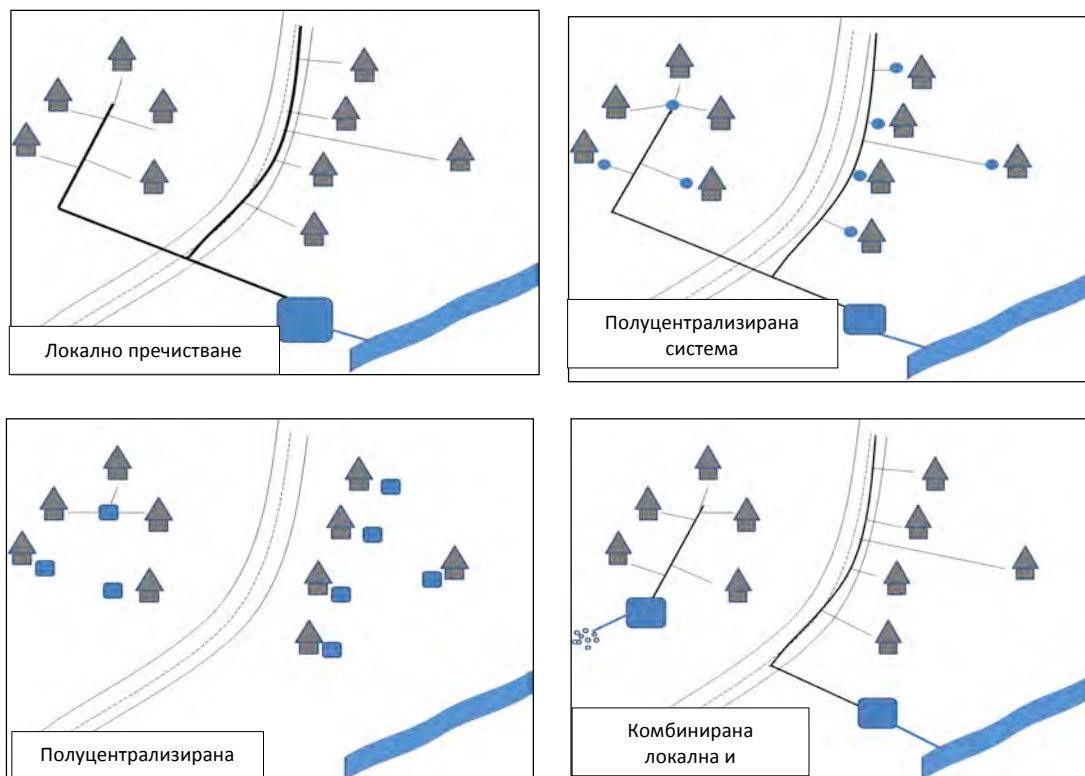 Локално пречистване
Полуцентрализирана
система
Полуцентрализирана
Комбинирана
локална и